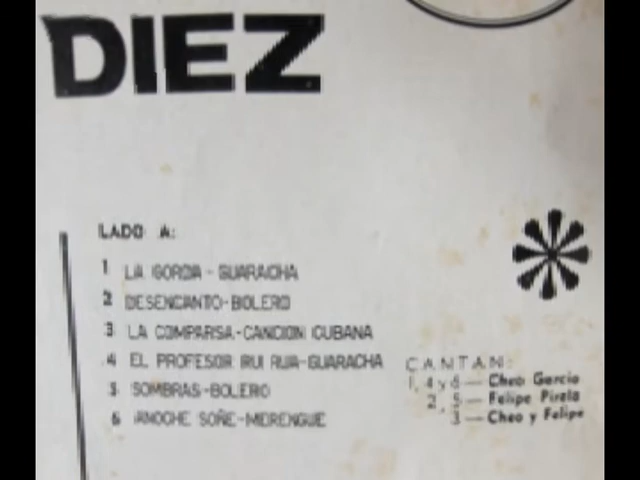 DIEZ
LADO A:
1 LA GORDA - GUARACHA
2 DESENCANTO-BOLERO
3 LA COMPARSA-CANCION CUBANA
4 EL PROFESOR RUI RUA-GUARACHA
5 SOMBRAS-BOLERO
6 ANOCHE SOÑE-MERENGUE
CANTAN:
1, 4 y 6 — Cheo García
2, 5 — Felipe Pirela
3 — Cheo y Felipe